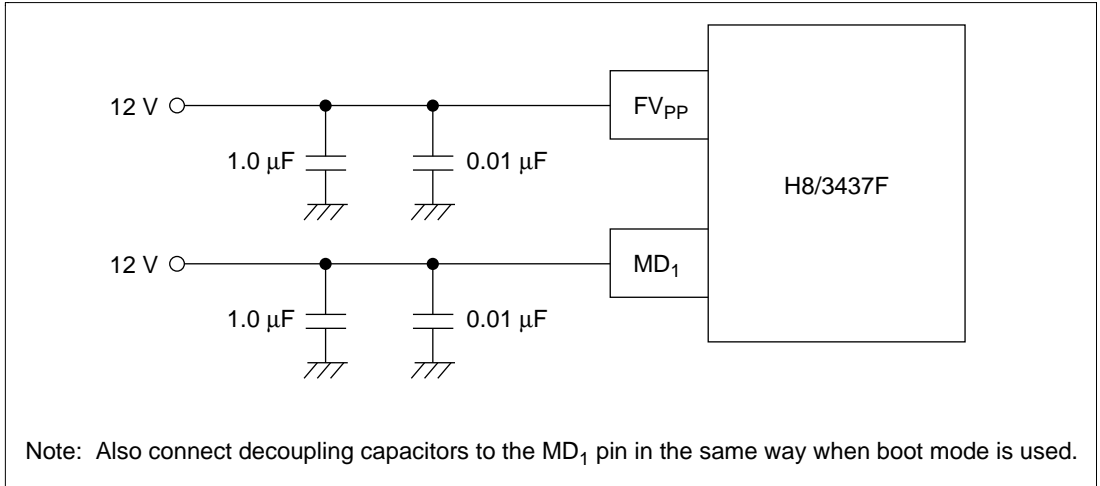 12 V
FVPP
1.0 μF
0.01 μF
H8/3437F
12 V
MD1
1.0 μF
0.01 μF
Note: Also connect decoupling capacitors to the MD1 pin in the same way when boot mode is used.